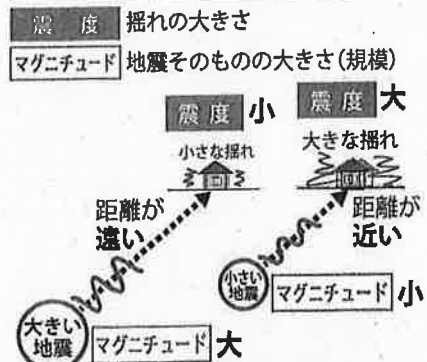 震度 揺れの大きさ
マグニチュード 地震そのものの大きさ(規模)
震度 小
小さな揺れ
距離が
遠い
大きい
地震
マグニチュード 大
震度 大
大きな揺れ
距離が
近い
小さい
地震
マグニチュード 小